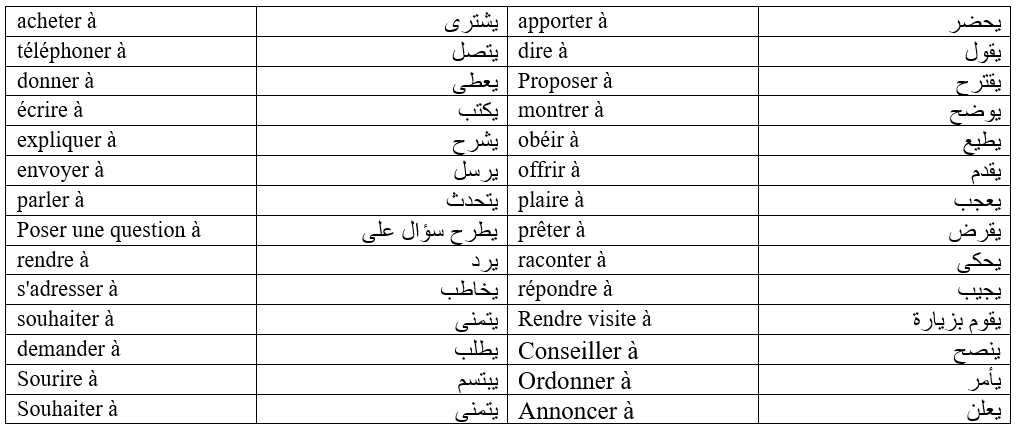 acheter à يشترى apporter à يحضر
téléphoner à يتصل dire à يقول
donner à يعطى Proposer à يقترح
écrire à يكتب montrer à يوضح
expliquer à يشرح obéir à يطيع
envoyer à يرسل offrir à يقدم
parler à يتحدث plaire à يعجب
Poser une question à يطرح سؤال على prêter à يقرض
rendre à يرد raconter à يحكى
s'adresser à يخاطب répondre à يجيب
souhaiter à يتمنى Rendre visite à يقوم بزيارة
demander à يطلب Conseiller à ينصح
Sourire à يبتسم Ordonner à يأمر
Souhaiter à يتمنى Annoncer à يعلن